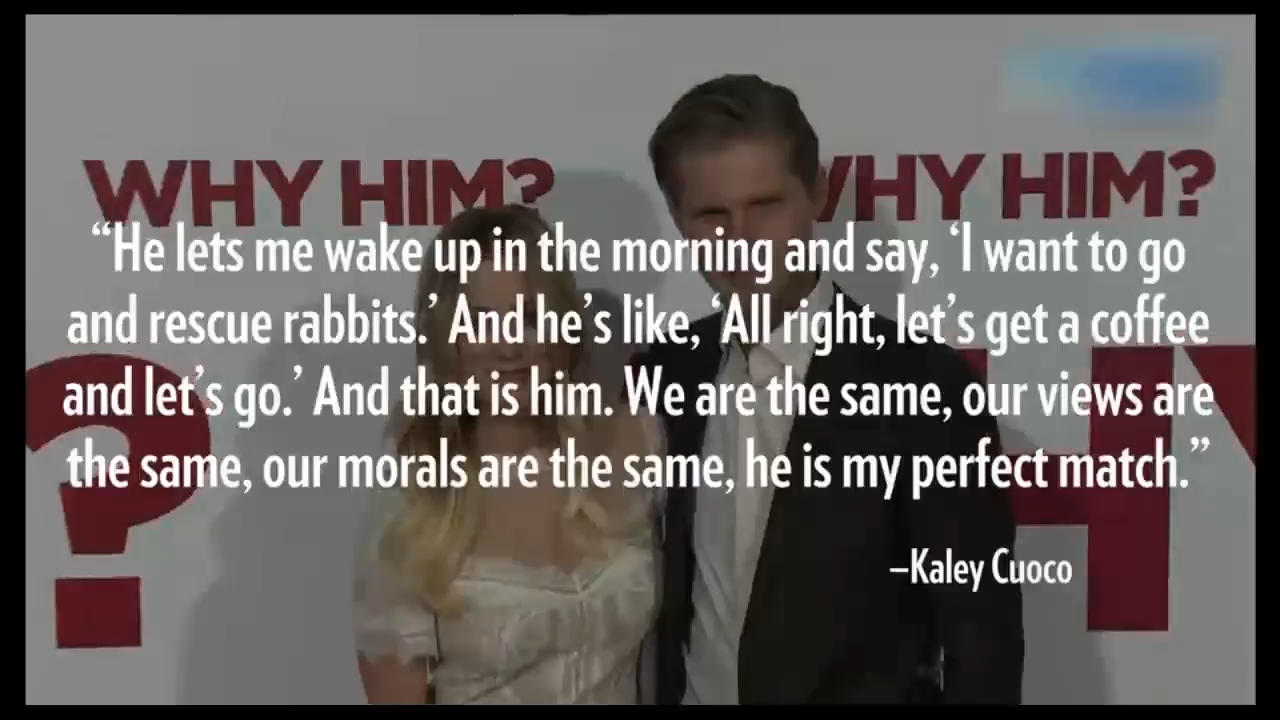 WHY HIM? WHY HIM?
“He lets me wake up in the morning and say, ‘I want to go
and rescue rabbits.’ And he’s like, ‘All right, let’s get a coffee
and let’s go.’ And that is him. We are the same, our views are
the same, our morals are the same, he is my perfect match.”
–Kaley Cuoco